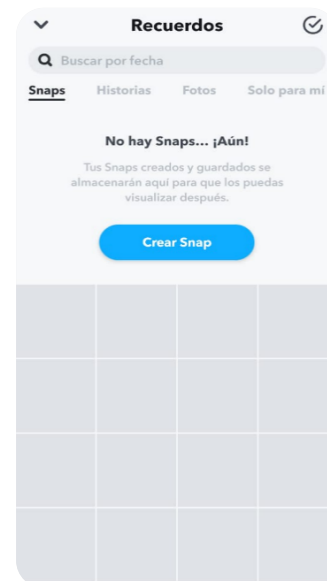 Recuerdos
Buscar por fecha
Snaps Historias Fotos Solo para mí
No hay Snaps... ¡Aún!
Tus Snaps creados y guardados se
almacenarán aquí para que los puedas
visualizar después.
Crear Snap